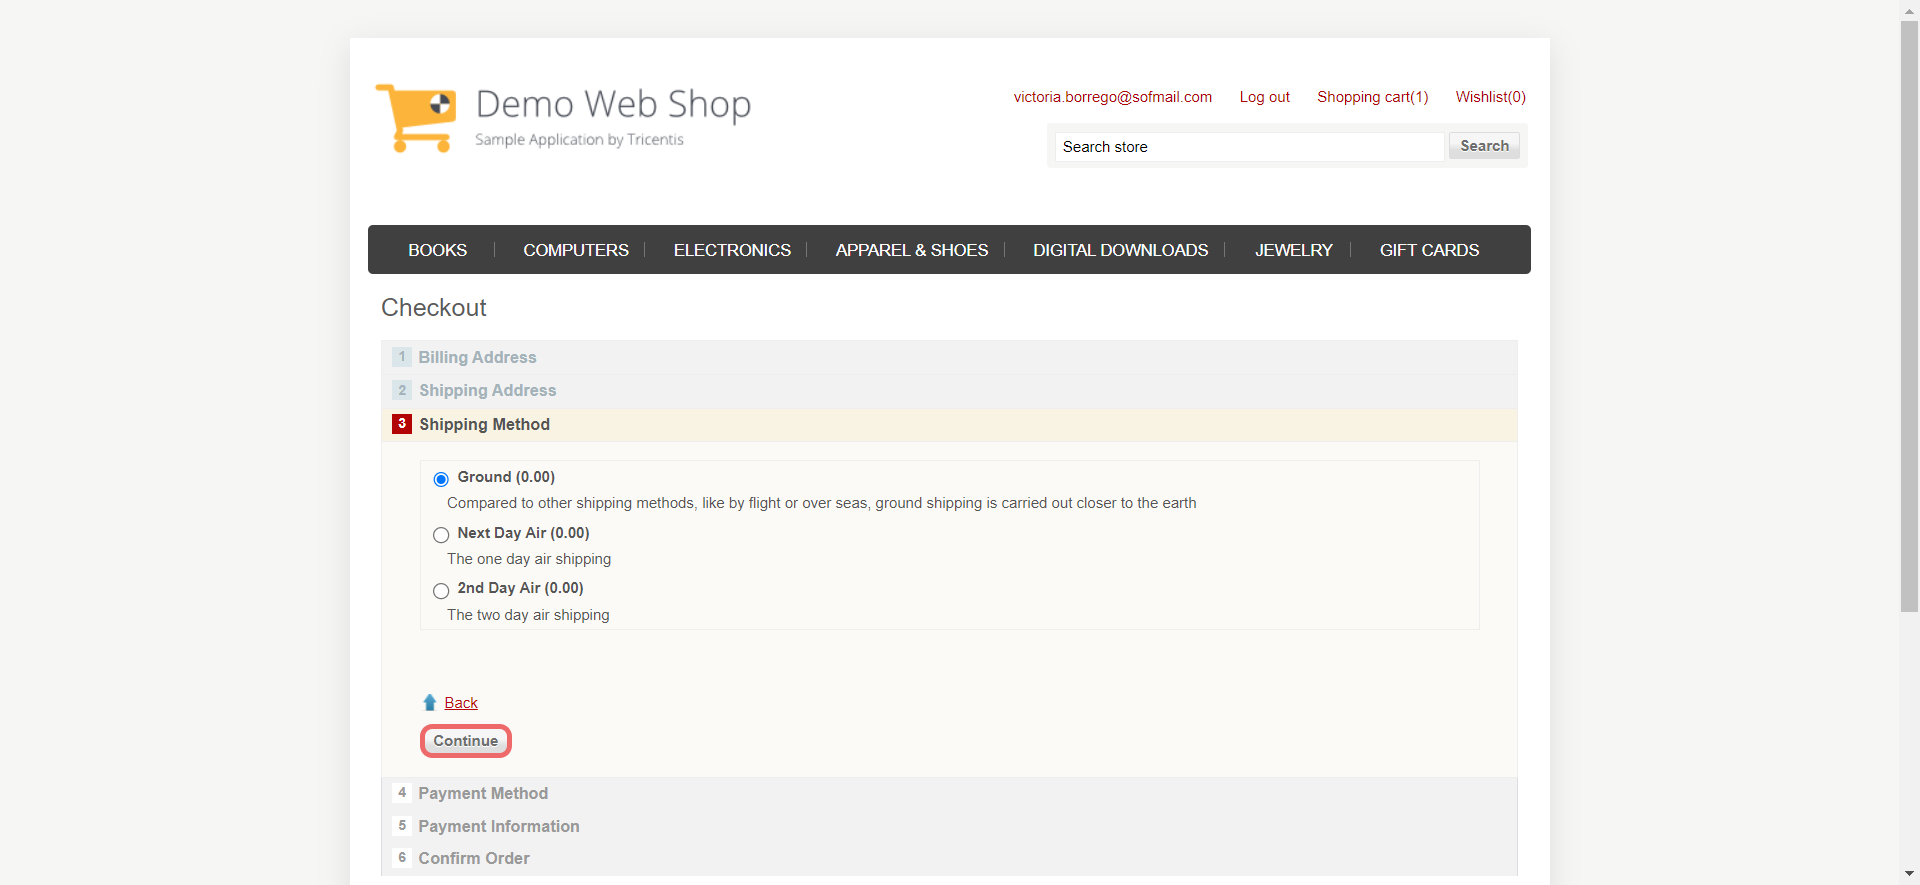 Demo Web Shop
Sample Application by Tricentis
victoria.borrego@sofmail.com Log out Shopping cart(1) Wishlist(0)
Search store Search
BOOKS COMPUTERS ELECTRONICS APPAREL & SHOES DIGITAL DOWNLOADS JEWELRY GIFT CARDS
Checkout
1 Billing Address
2 Shipping Address
3 Shipping Method
Ground (0.00)
Compared to other shipping methods, like by flight or over seas, ground shipping is carried out closer to the earth
Next Day Air (0.00)
The one day air shipping
2nd Day Air (0.00)
The two day air shipping
Back
Continue
4 Payment Method
5 Payment Information
6 Confirm Order